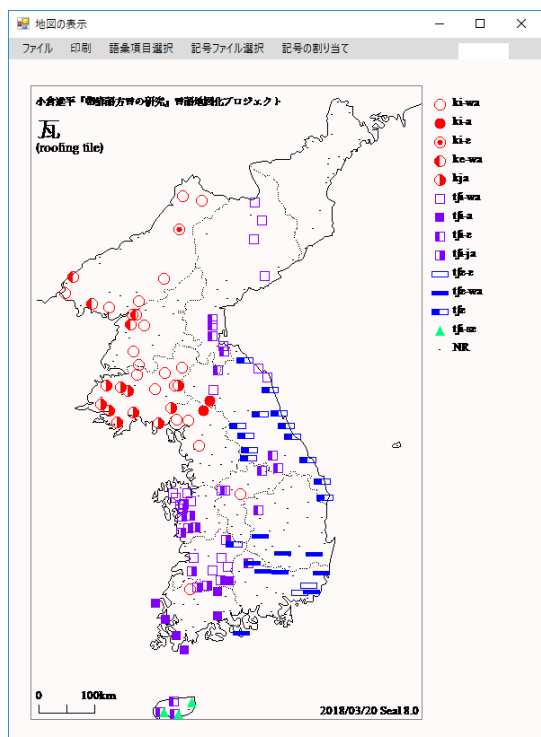 地図の表示
ファイル 印刷 語彙項目選択 記号ファイル選択 記号の割り当て
小倉進平『朝鮮語方言の研究』言語地図化プロジェクト
瓦
(roofing tile)
ki-wa
ki-a
ki-ɛ
ke-wa
kja
tʃi-wa
tʃi-a
tʃi-ɛ
tʃi-ja
tʃe-ɛ
tʃe-wa
tʃe
tʃi-se
NR
0 100km
2018/03/20 Seal 8.0